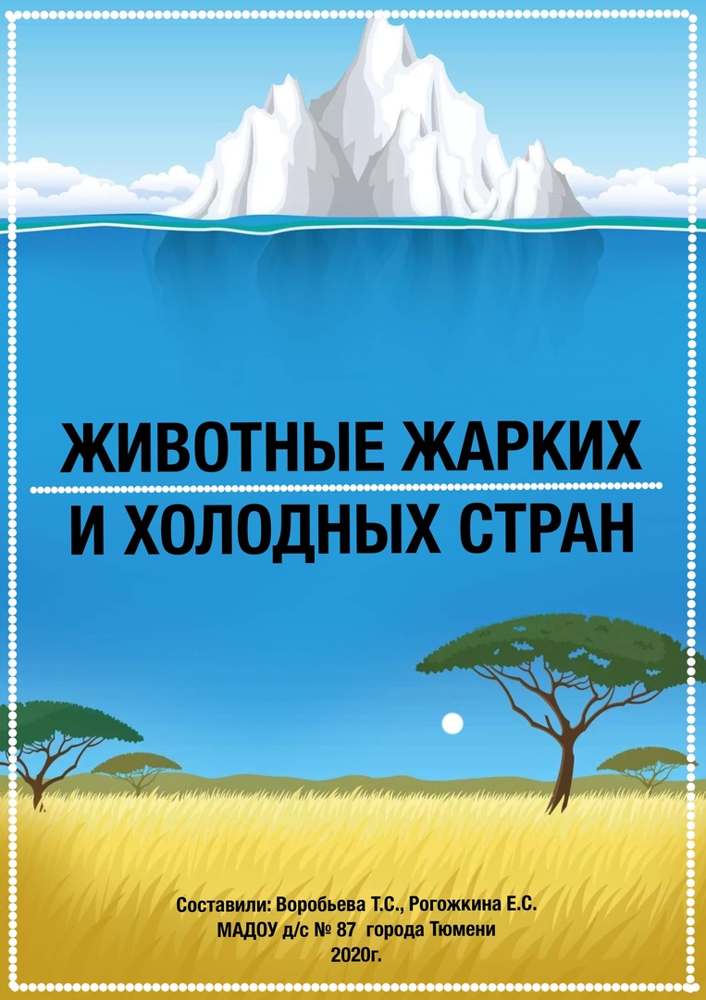 ЖИВОТНЫЕ ЖАРКИХ
И ХОЛОДНЫХ СТРАН
Составили: Воробьева Т.С., Рогожкина Е.С.
МАДОУ д/с № 87 города Тюмени
2020г.